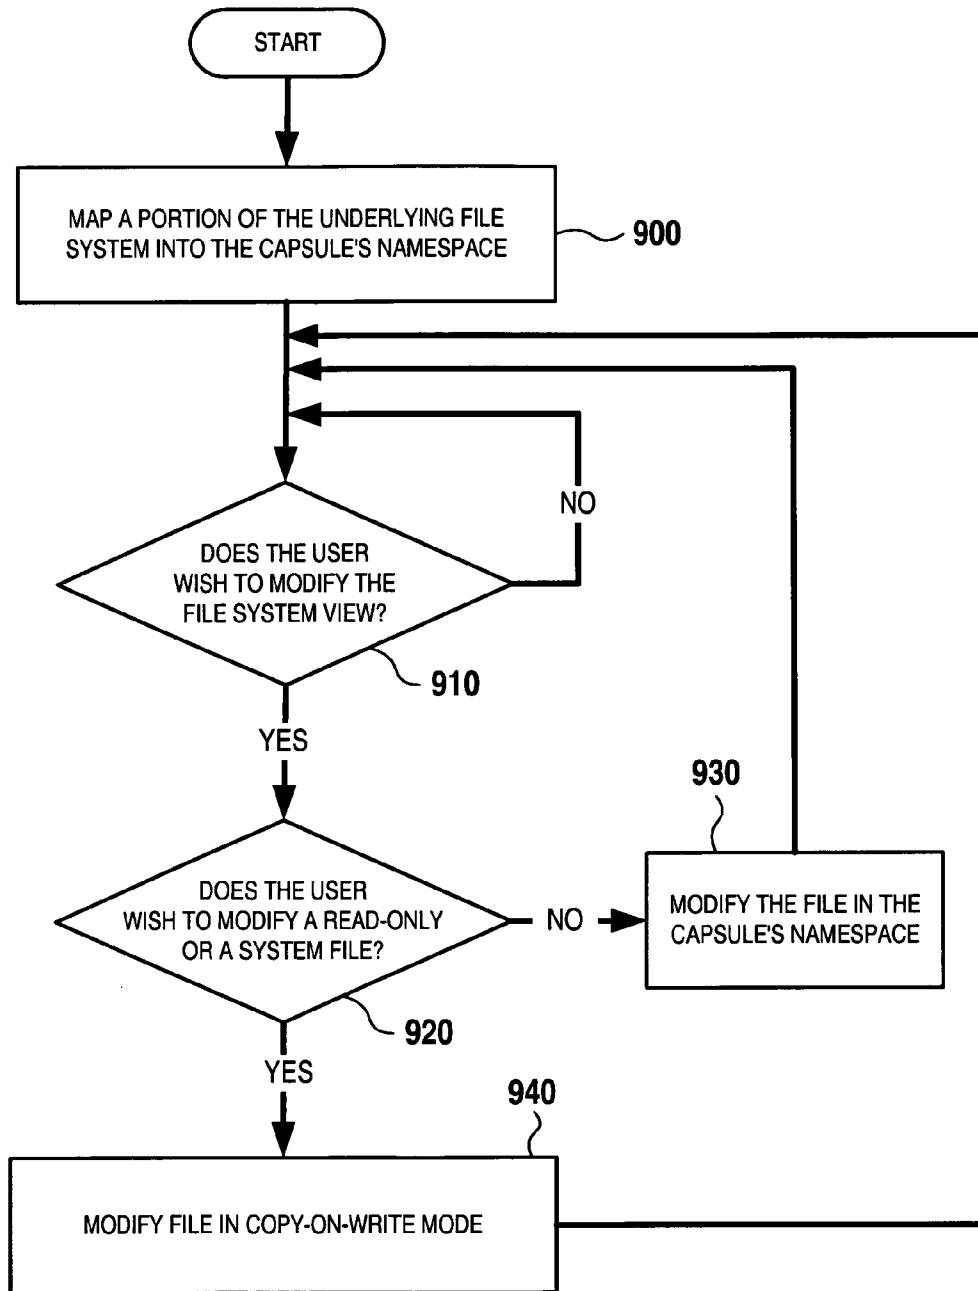 START
MAP A PORTION OF THE UNDERLYING FILE
SYSTEM INTO THE CAPSULE'S NAMESPACE
900
NO
DOES THE USER
WISH TO MODIFY THE
FILE SYSTEM VIEW?
910
YES
930
DOES THE USER
WISH TO MODIFY A READ-ONLY
OR A SYSTEM FILE?
NO
MODIFY THE FILE IN THE
CAPSULE'S NAMESPACE
920
YES
940
MODIFY FILE IN COPY-ON-WRITE MODE